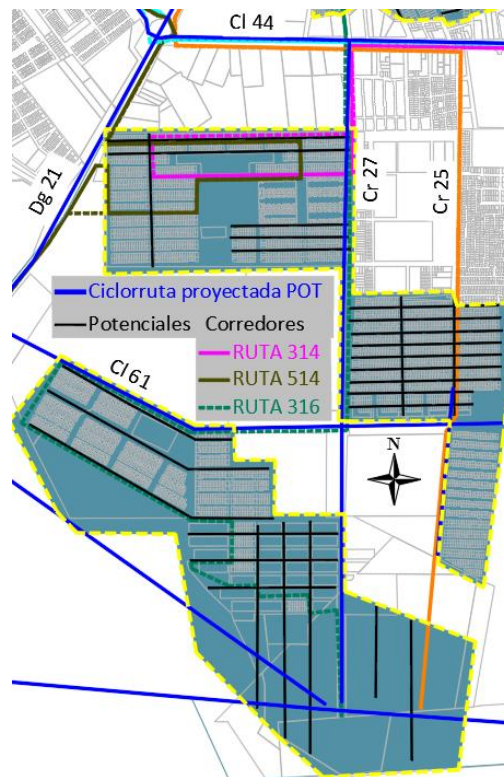 Cl 44
Dg 21
Cr 27
Cr 25
Ciclorruta proyectada POT
Potenciales Corredores
RUTA 314
RUTA 514
RUTA 316
Cl 61
N